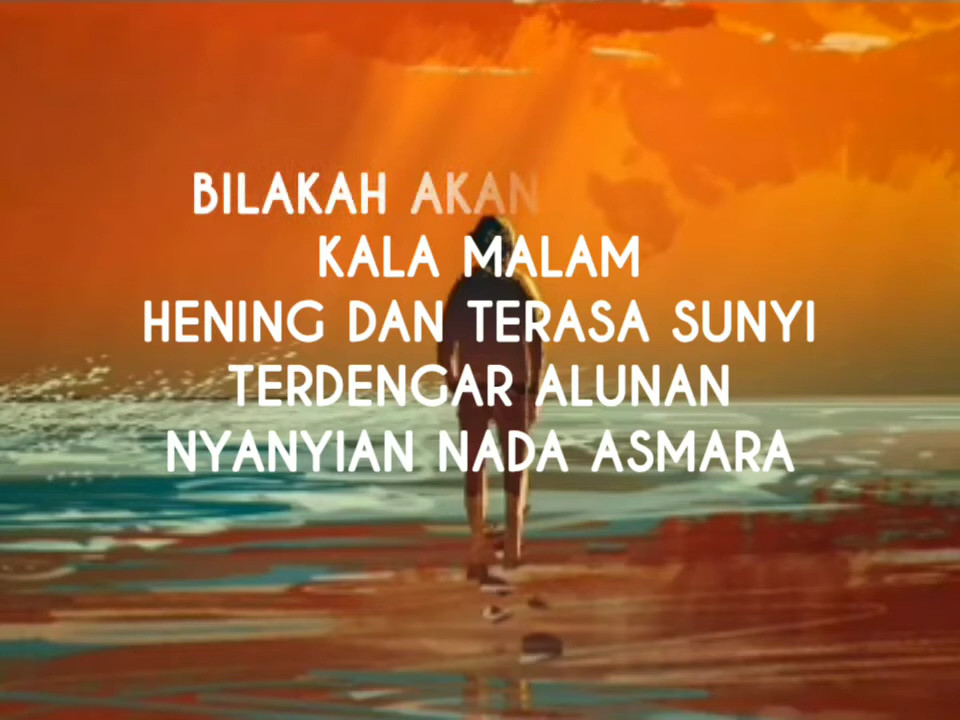 BILAKAH AKAN
KALA MALAM
HENING DAN TERASA SUNYI
TERDENGAR ALUNAN
NYANYIAN NADA ASMARA